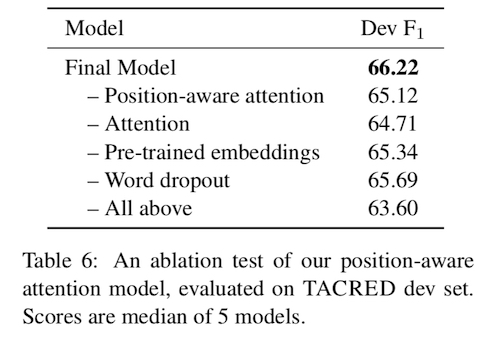 Model Dev F1
Final Model 66.22
– Position-aware attention 65.12
– Attention 64.71
– Pre-trained embeddings 65.34
– Word dropout 65.69
– All above 63.60
Table 6: An ablation test of our position-aware
attention model, evaluated on TACRED dev set.
Scores are median of 5 models.